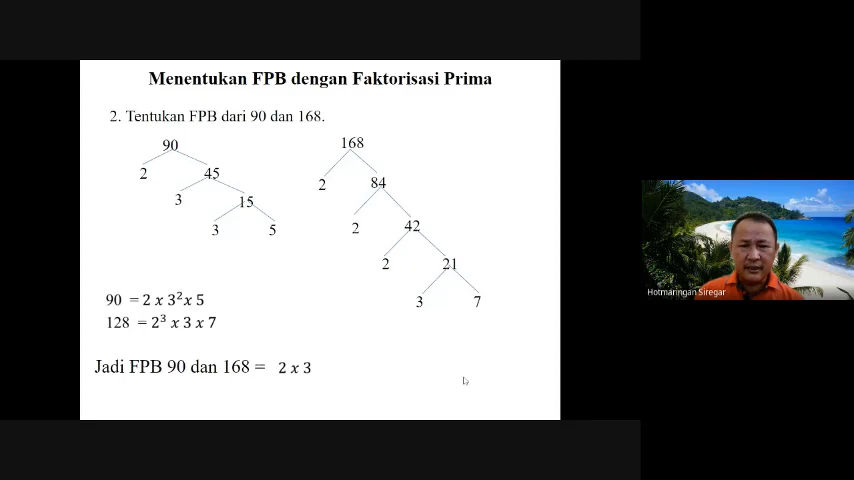 Menentukan FPB dengan Faktorisasi Prima
2. Tentukan FPB dari 90 dan 168.
90
168
2
45
2
84
3
15
2
42
3
5
2
21
3
7
90 = 2 x 3² x 5
128 = 2³ x 3 x 7
Jadi FPB 90 dan 168 = 2 x 3
Hotmaringan Siregar